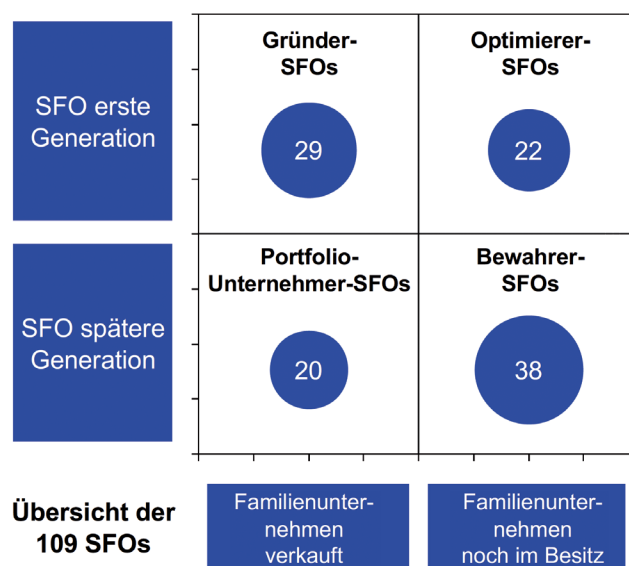 SFO erste
Generation
Gründer-
SFOs
29
Optimierer-
SFOs
22
SFO spätere
Generation
Portfolio-
Unternehmer-SFOs
20
Bewahrer-
SFOs
38
Übersicht der
109 SFOs
Familienunter-
nehmen
verkauft
Familienunter-
nehmen
noch im Besitz